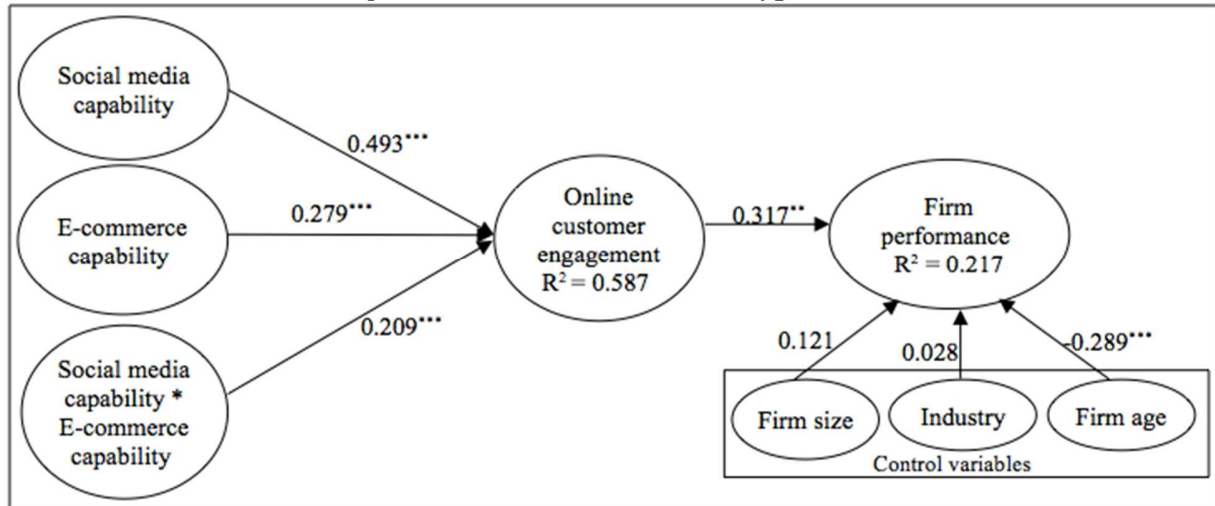 Social media
capability
0.493***
E-commerce
capability
0.279***
Social media
capability *
E-commerce
capability
0.209***
Online
customer
engagement
R² = 0.587
0.317**
Firm
performance
R² = 0.217
0.121
0.028
-0.289***
Firm size
Industry
Firm age
Control variables